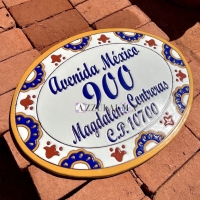 Avenida México
900
Magdalena Contreras
C.P. 10700